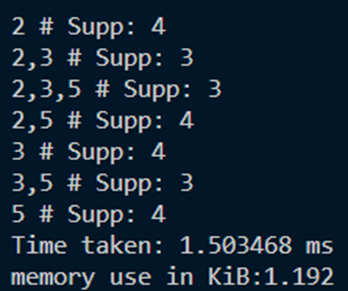 2 # Supp: 4
2,3 # Supp: 3
2,3,5 # Supp: 3
2,5 # Supp: 4
3 # Supp: 4
3,5 # Supp: 3
5 # Supp: 4
Time taken: 1.503468 ms
memory use in KiB:1.192